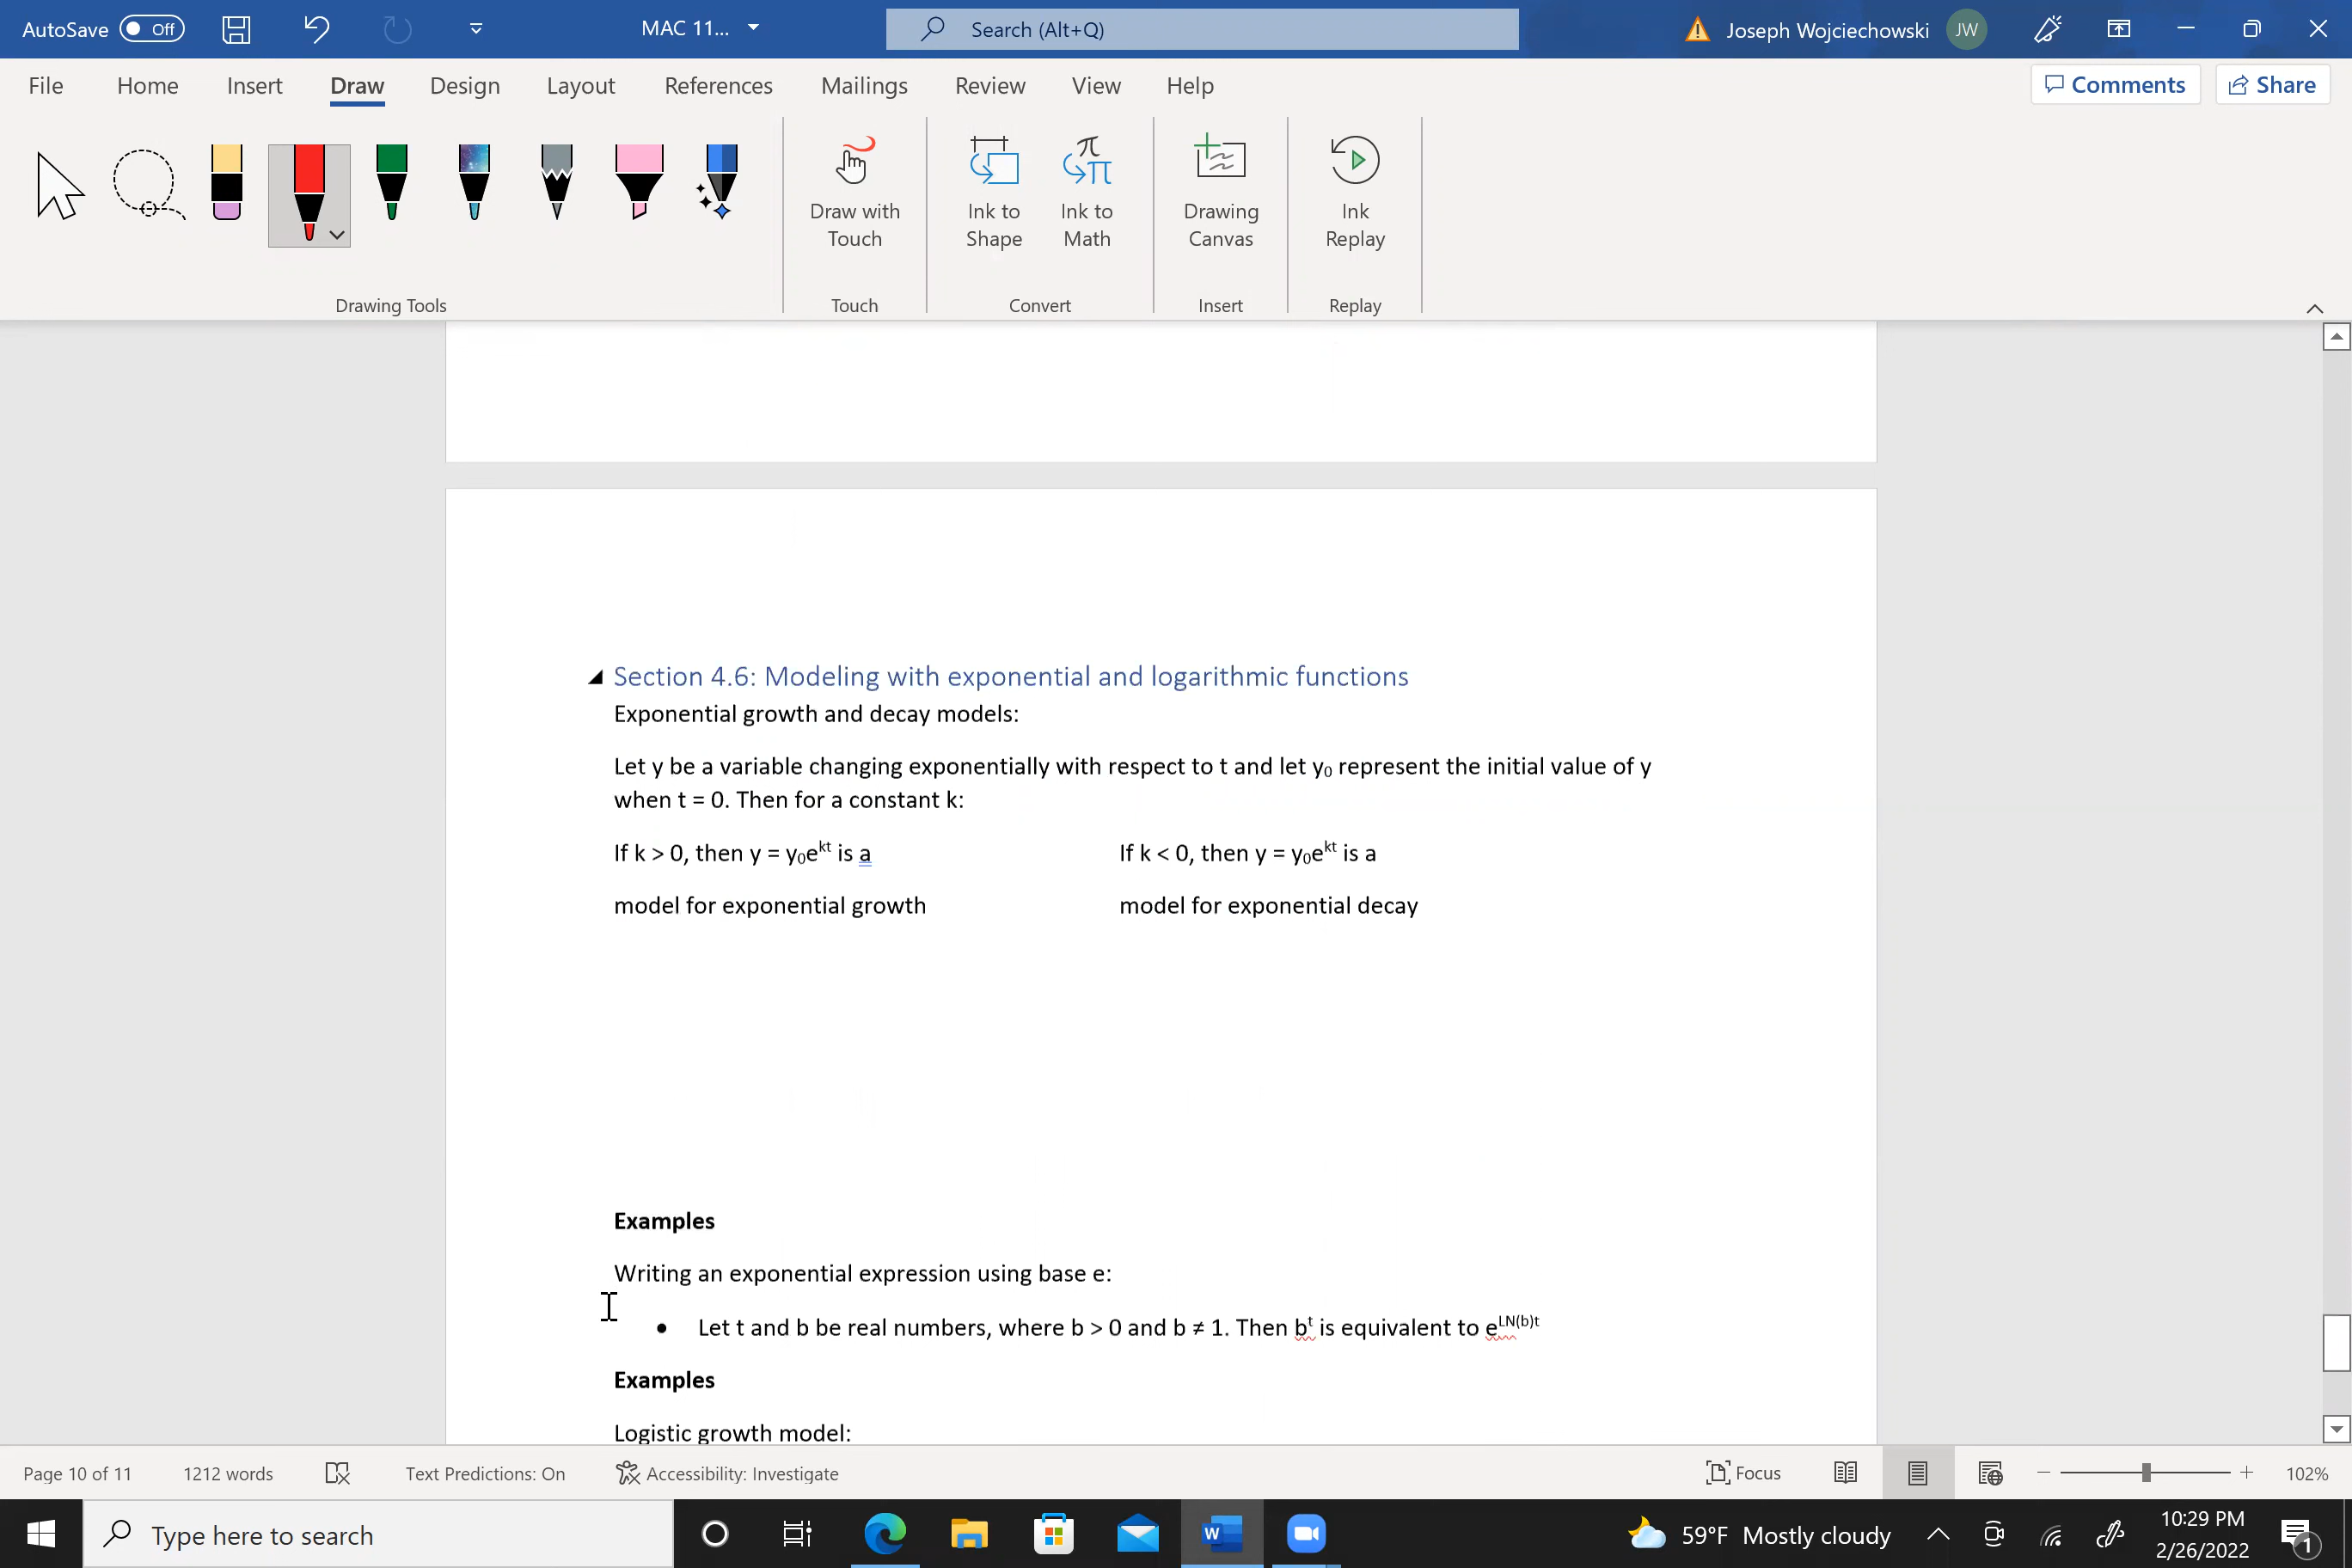 AutoSave Off MAC 11... Search (Alt+Q) Joseph Wojciechowski JW
File Home Insert Draw Design Layout References Mailings Review View Help Comments Share
Draw with Touch
Ink to Shape
Ink to Math
Drawing Canvas
Ink Replay
Drawing Tools Touch Convert Insert Replay
Section 4.6: Modeling with exponential and logarithmic functions
Exponential growth and decay models:
Let y be a variable changing exponentially with respect to t and let y₀ represent the initial value of y
when t = 0. Then for a constant k:
If k > 0, then y = y₀eᵏᵗ is a If k < 0, then y = y₀eᵏᵗ is a
model for exponential growth model for exponential decay
Examples
Writing an exponential expression using base e:
• Let t and b be real numbers, where b > 0 and b ≠ 1. Then bᵗ is equivalent to e^LN(b)t
Examples
Logistic growth model:
Page 10 of 11 1212 words Text Predictions: On Accessibility: Investigate Focus 102%
Type here to search 59°F Mostly cloudy 10:29 PM
2/26/2022 1